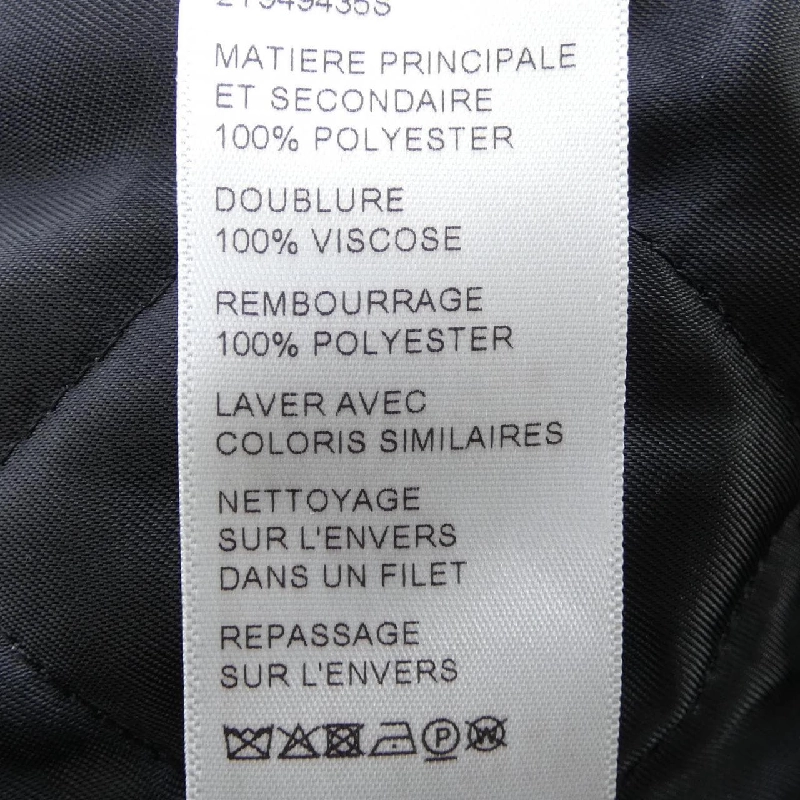 MATIERE PRINCIPALE
ET SECONDAIRE
100% POLYESTER
DOUBLURE
100% VISCOSE
REMBOURRAGE
100% POLYESTER
LAVER AVEC
COLORIS SIMILAIRES
NETTOYAGE
SUR L'ENVERS
DANS UN FILET
REPASSAGE
SUR L'ENVERS
P W